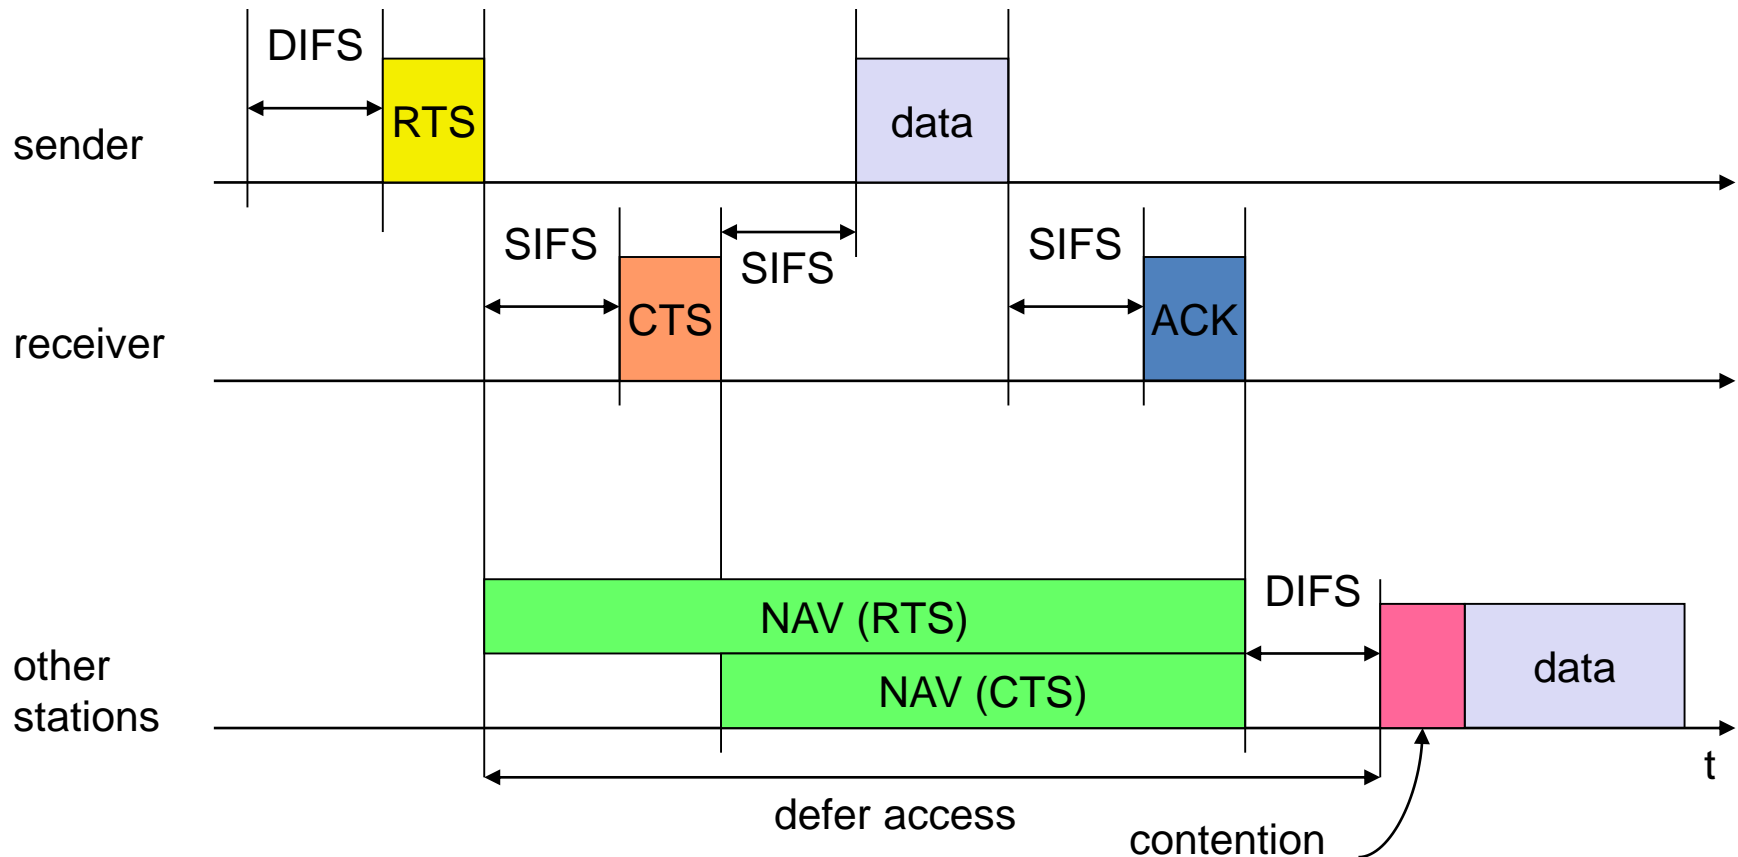 DIFS
RTS
data
sender
SIFS
SIFS
SIFS
CTS
ACK
receiver
DIFS
NAV (RTS)
other
stations
NAV (CTS)
data
t
defer access
contention